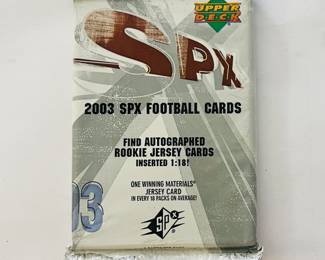 UPPER
DECK
SPX
2003 SPX FOOTBALL CARDS
FIND AUTOGRAPHED
ROOKIE JERSEY CARDS
INSERTED 1:18!
ONE WINNING MATERIALS*
JERSEY CARD
IN EVERY 18 PACKS ON AVERAGE!
03
SPX